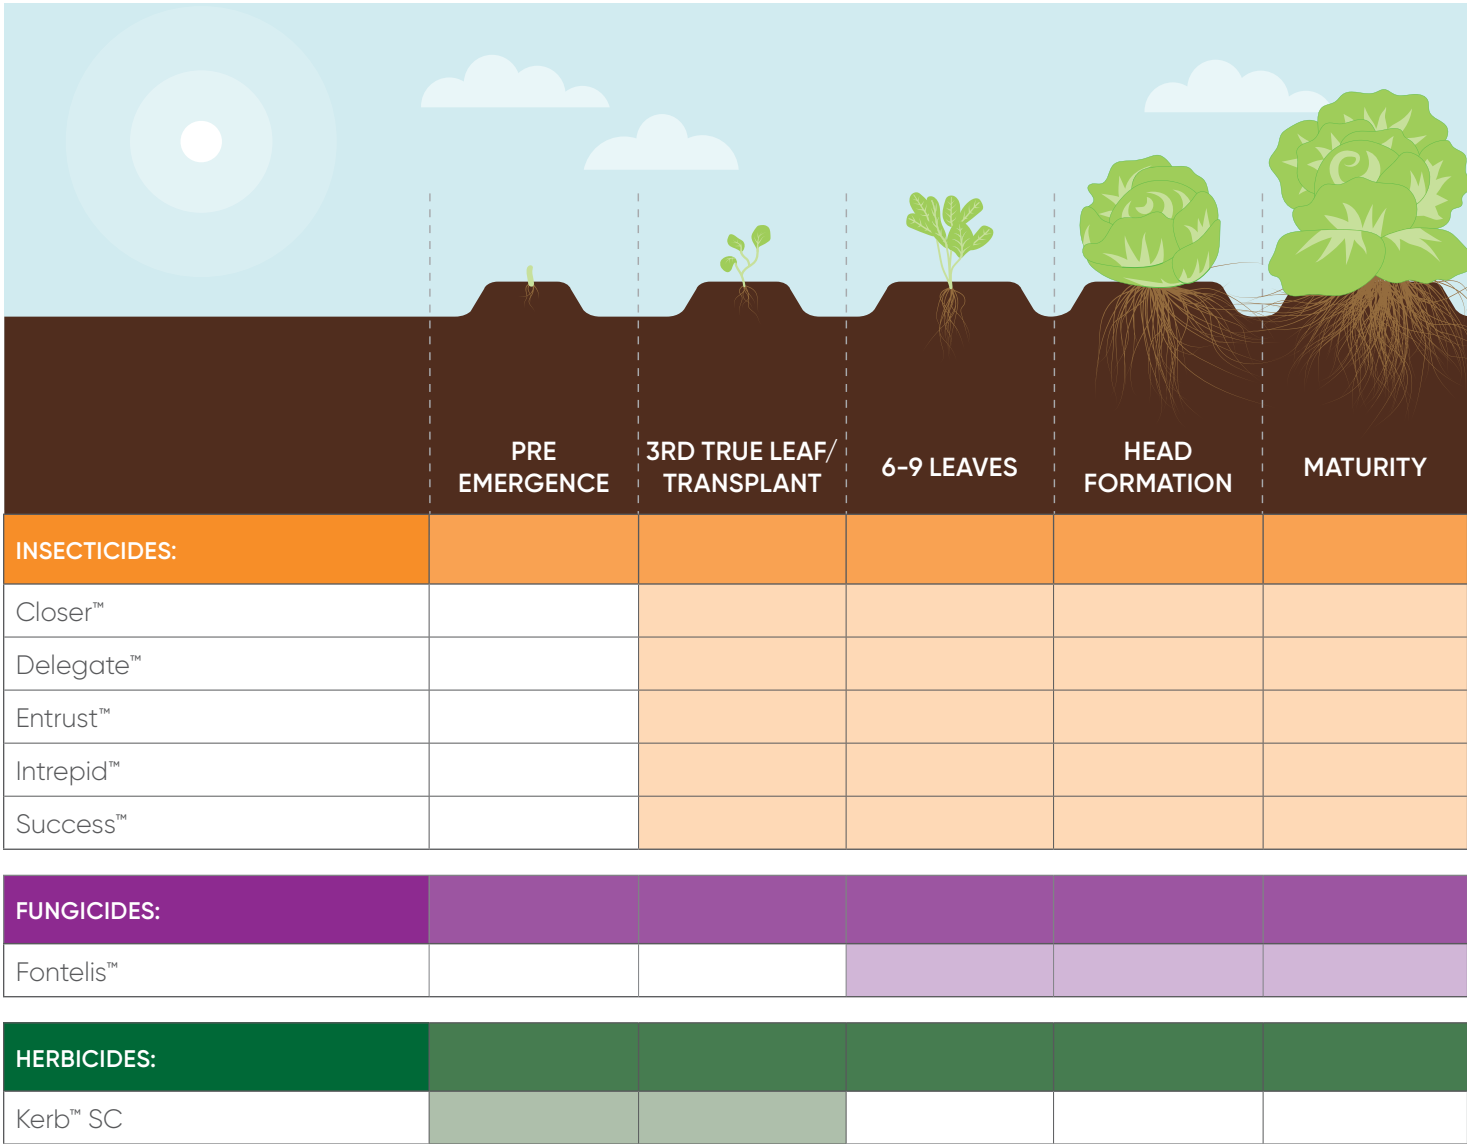 PRE
EMERGENCE
3RD TRUE LEAF/
TRANSPLANT
6-9 LEAVES
HEAD
FORMATION
MATURITY
INSECTICIDES:
Closer™
Delegate™
Entrust™
Intrepid™
Success™
FUNGICIDES:
Fontelis™
HERBICIDES:
Kerb™ SC